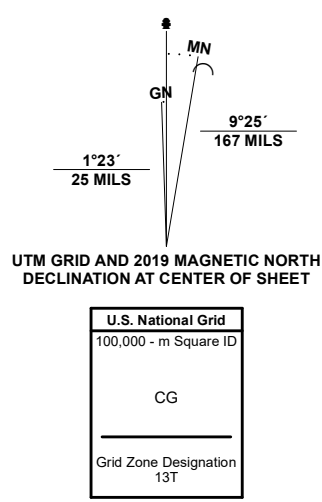 MN
GN
9°25´
167 MILS
1°23´
25 MILS
UTM GRID AND 2019 MAGNETIC NORTH
DECLINATION AT CENTER OF SHEET
U.S. National Grid
100,000 - m Square ID
CG
Grid Zone Designation
13T